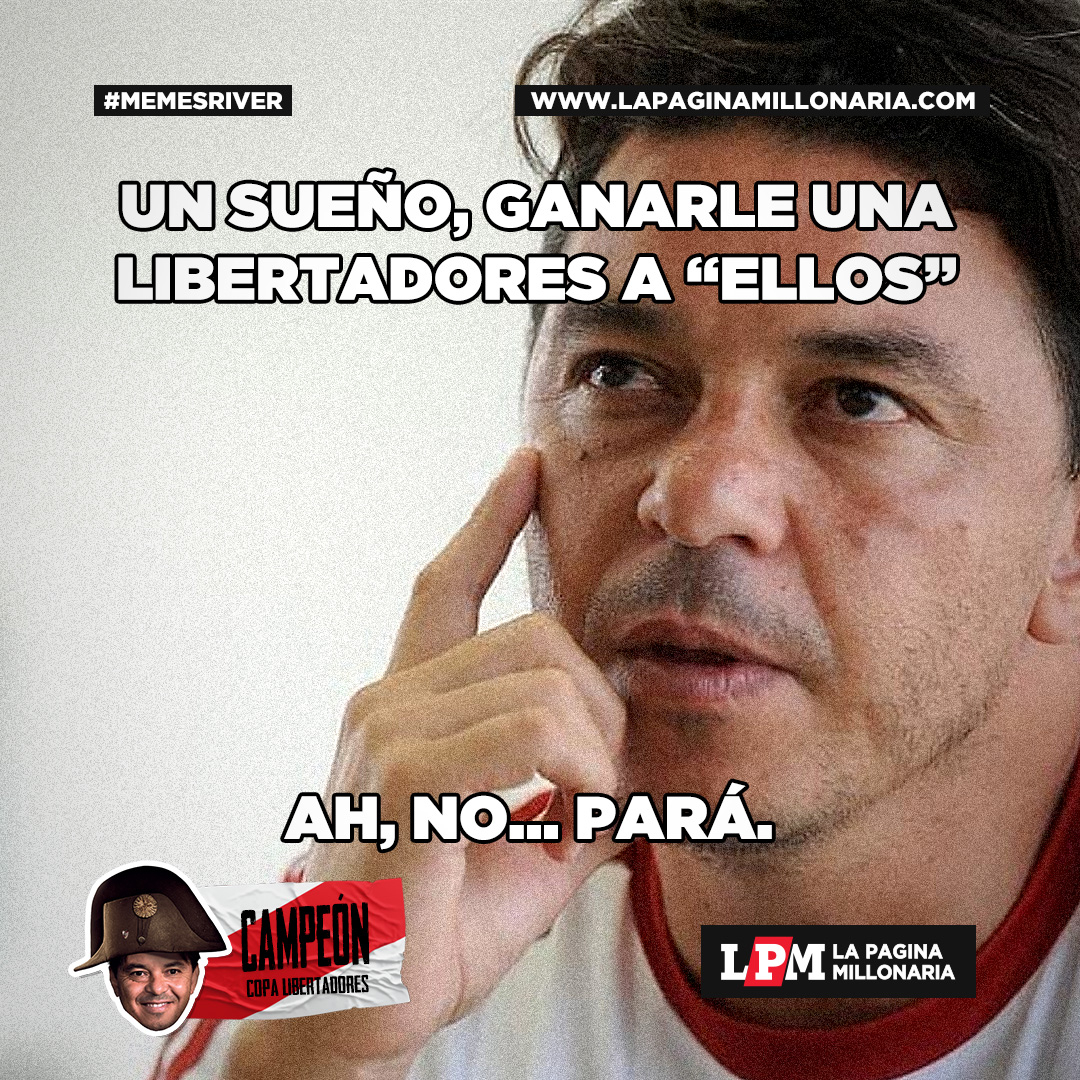 #MEMESRIVER
WWW.LAPAGINAMILLONARIA.COM
UN SUEÑO, GANARLE UNA
LIBERTADORES A “ELLOS”
AH, NO... PARÁ.
CAMPEÓN
COPA LIBERTADORES
LPM
LA PAGINA
MILLONARIA